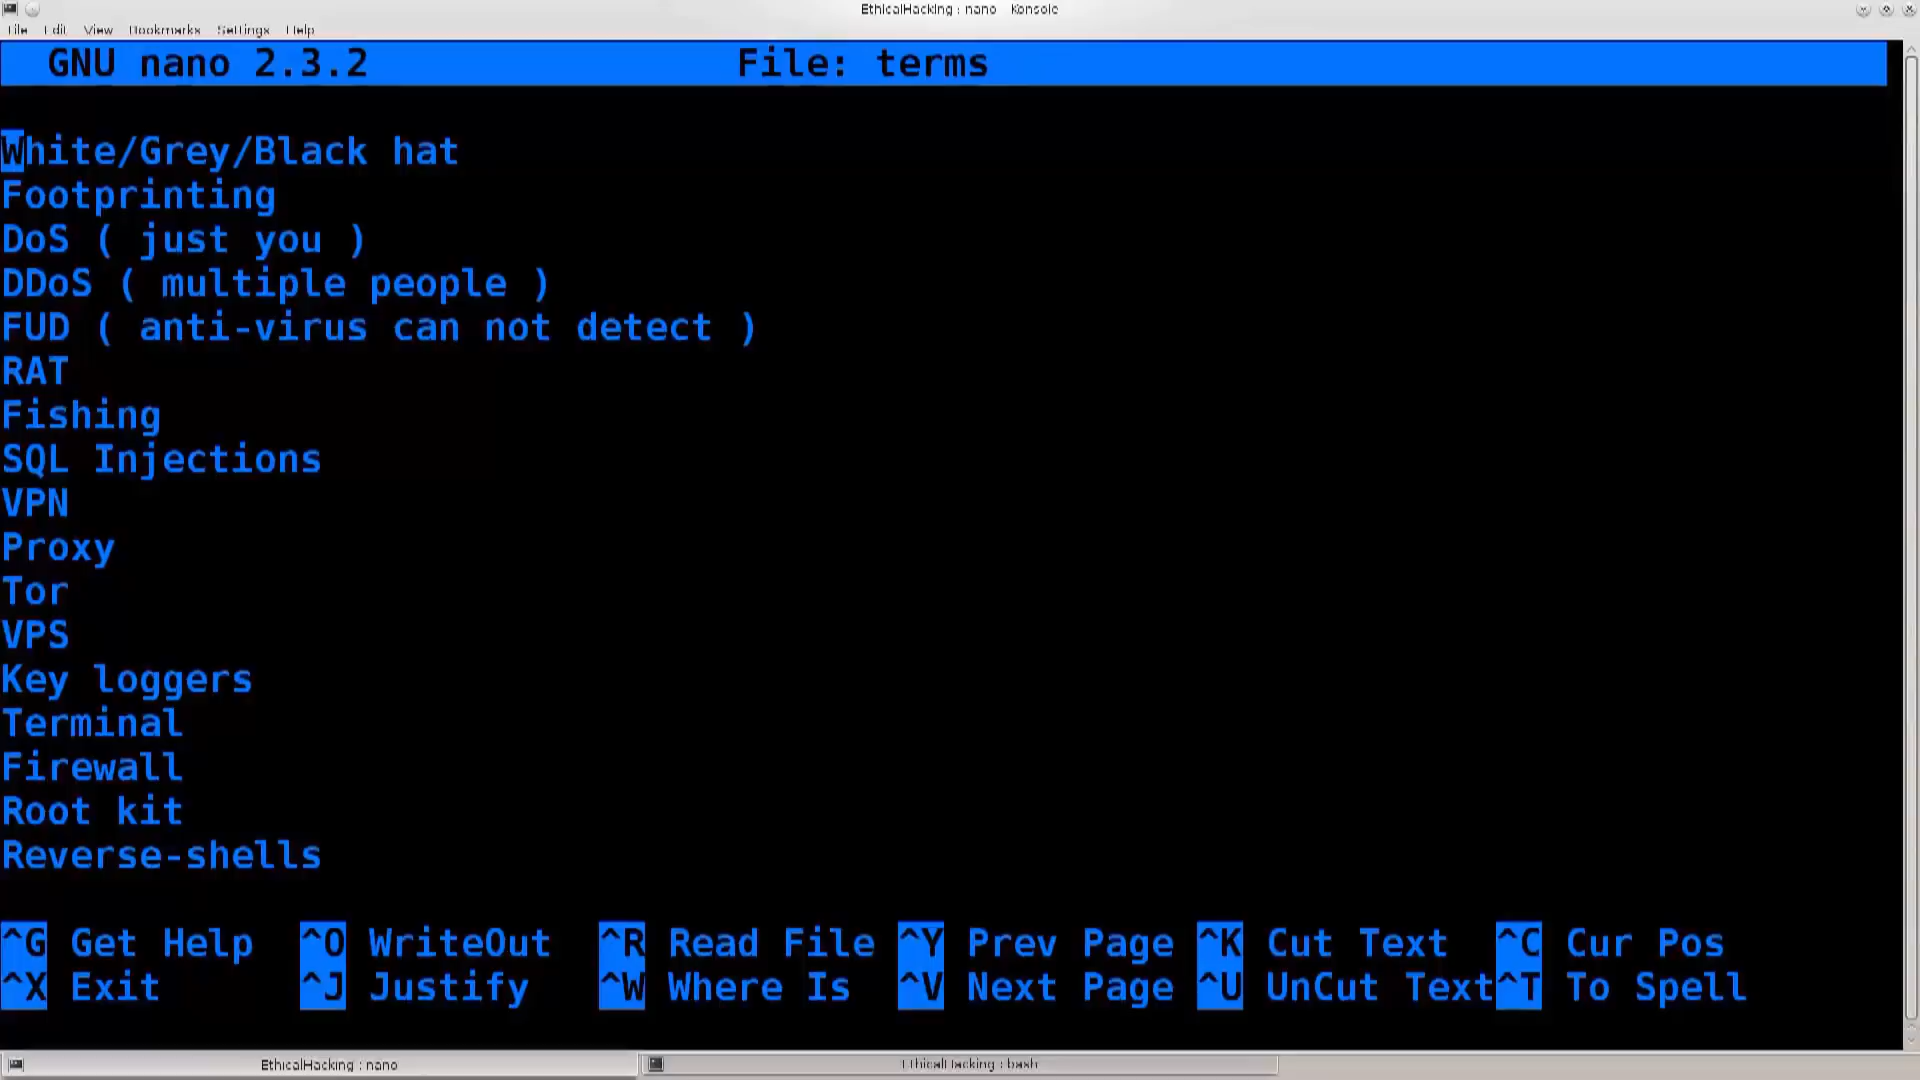 EthicalHacking : nano   Konsole
File   Edit   View   Bookmarks   Settings   Help
GNU nano 2.3.2   File: terms
White/Grey/Black hat
Footprinting
DoS ( just you )
DDoS ( multiple people )
FUD ( anti-virus can not detect )
RAT
Fishing
SQL Injections
VPN
Proxy
Tor
VPS
Key loggers
Terminal
Firewall
Root kit
Reverse-shells
^G Get Help   ^O WriteOut   ^R Read File   ^Y Prev Page   ^K Cut Text   ^C Cur Pos
^X Exit   ^J Justify   ^W Where Is   ^V Next Page   ^U UnCut Text   ^T To Spell
EthicalHacking : nano   EthicalHacking : bash